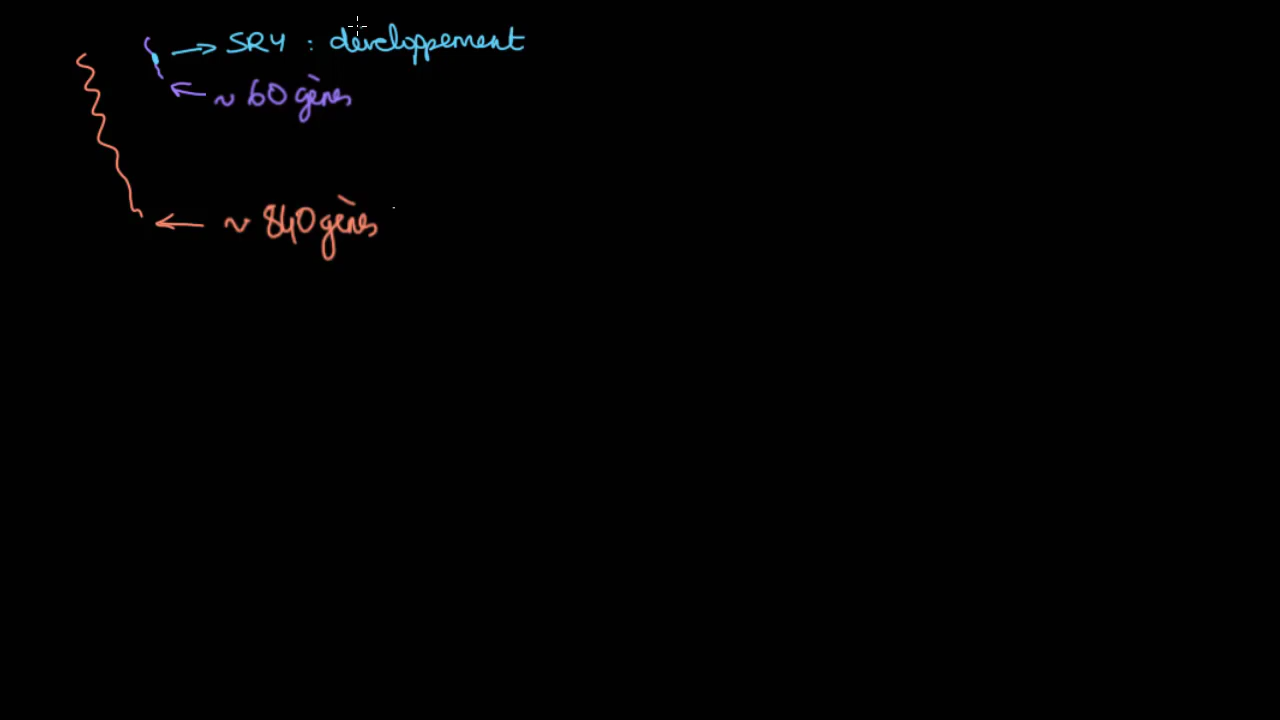 → SRY : développement
← ~ 60 gènes
← ~ 840 gènes